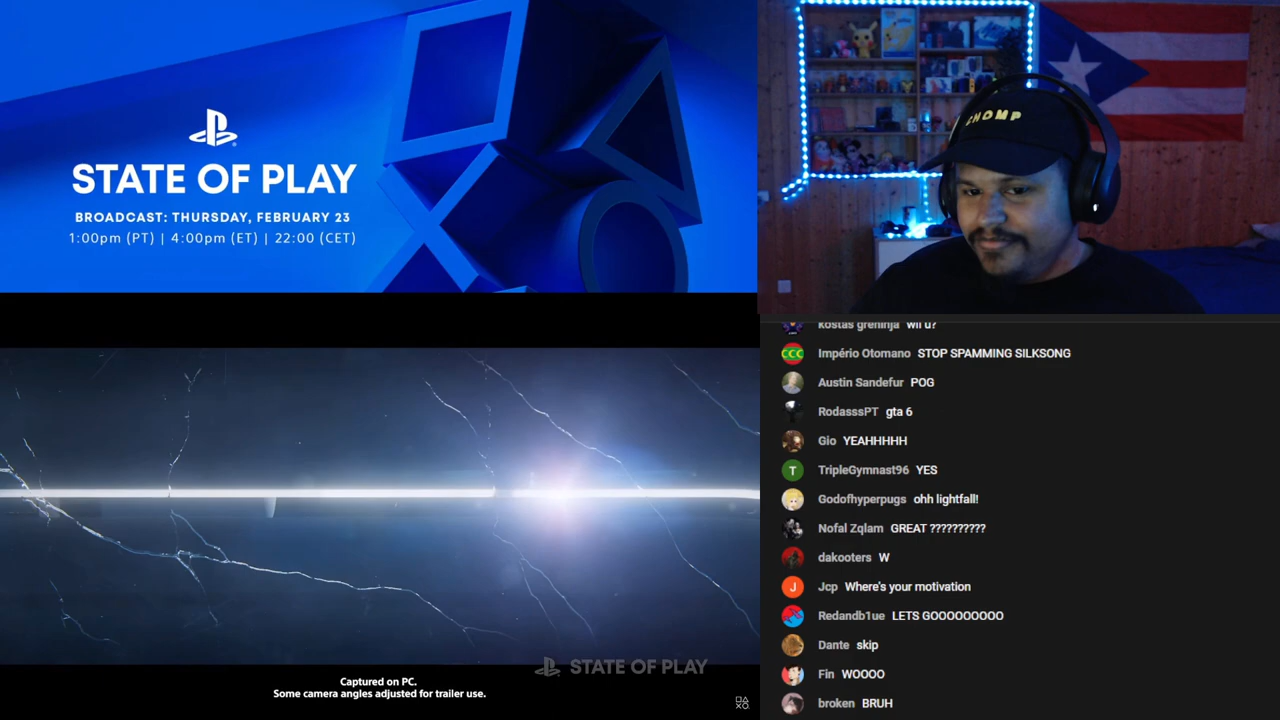 STATE OF PLAY
BROADCAST: THURSDAY, FEBRUARY 23
1:00pm (PT) | 4:00pm (ET) | 22:00 (CET)
CHOMP
kostas greninja wii u?
Império Otomano STOP SPAMMING SILKSONG
Austin Sandefur POG
RodasssPT gta 6
Gio YEAHHHHH
T TripleGymnast96 YES
Godofhyperpugs ohh lightfall!
Nofal Zqlam GREAT ??????????
dakooters W
J Jcp Where's your motivation
Redandb1ue LETS GOOOOOOOOO
Dante skip
Fin WOOOO
broken BRUH
STATE OF PLAY
Captured on PC.
Some camera angles adjusted for trailer use.